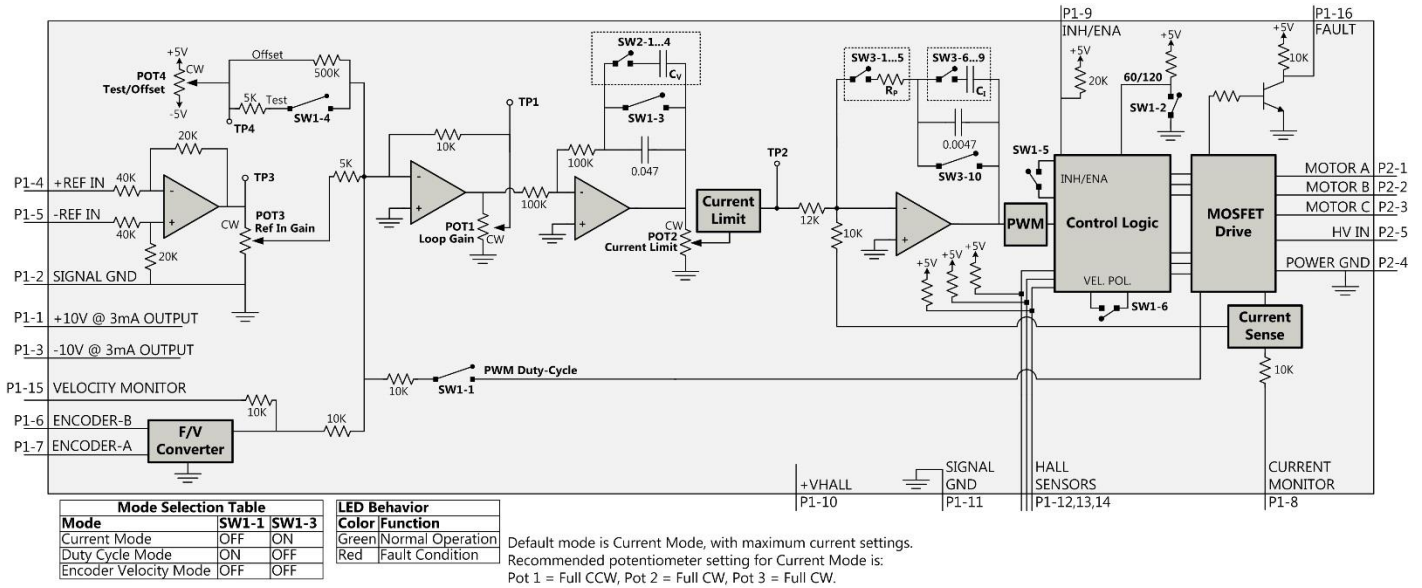 P1-9
INH/ENA
P1-16
FAULT
+5V
POT4
Test/Offset
CW
-5V
Offset
500K
5K
Test
SW1-4
TP4
20K
P1-4 +REF IN
40K
-
+
P1-5 -REF IN
40K
20K
TP3
CW
POT3
Ref In Gain
5K
P1-2 SIGNAL GND
P1-1 +10V @ 3mA OUTPUT
P1-3 -10V @ 3mA OUTPUT
P1-15 VELOCITY MONITOR
10K
P1-6 ENCODER-B
P1-7 ENCODER-A
F/V
Converter
10K
10K
SW1-1
PWM Duty-Cycle
10K
-
+
TP1
POT1
Loop Gain
CW
100K
SW2-1...4
CV
SW1-3
100K
0.047
-
+
CW
POT2
Current Limit
Current
Limit
TP2
12K
10K
SW3-1...5
RP
SW3-6...9
CI
0.0047
SW3-10
-
+
+5V
+5V
+5V
PWM
SW1-5
+5V
20K
60/120
+5V
SW1-2
INH/ENA
Control Logic
VEL. POL.
SW1-6
+5V
10K
MOSFET
Drive
Current
Sense
10K
MOTOR A P2-1
MOTOR B P2-2
MOTOR C P2-3
HV IN P2-5
POWER GND P2-4
+VHALL
P1-10
SIGNAL
GND
P1-11
HALL
SENSORS
P1-12,13,14
CURRENT
MONITOR
P1-8
Mode Selection Table
Mode SW1-1 SW1-3
Current Mode OFF ON
Duty Cycle Mode ON OFF
Encoder Velocity Mode OFF OFF
LED Behavior
Color Function
Green Normal Operation
Red Fault Condition
Default mode is Current Mode, with maximum current settings.
Recommended potentiometer setting for Current Mode is:
Pot 1 = Full CCW, Pot 2 = Full CW, Pot 3 = Full CW.